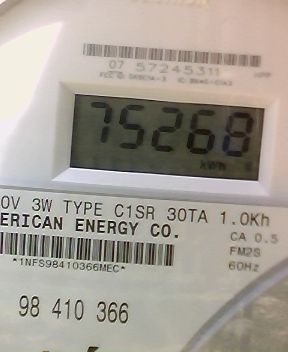 07 57245311
75268
kWh
0V 3W TYPE C1SR 30TA 1.0Kh
ERICAN ENERGY CO.
CA 0.5
FM2S
*1NFS98410366MEC*
60Hz
98 410 366